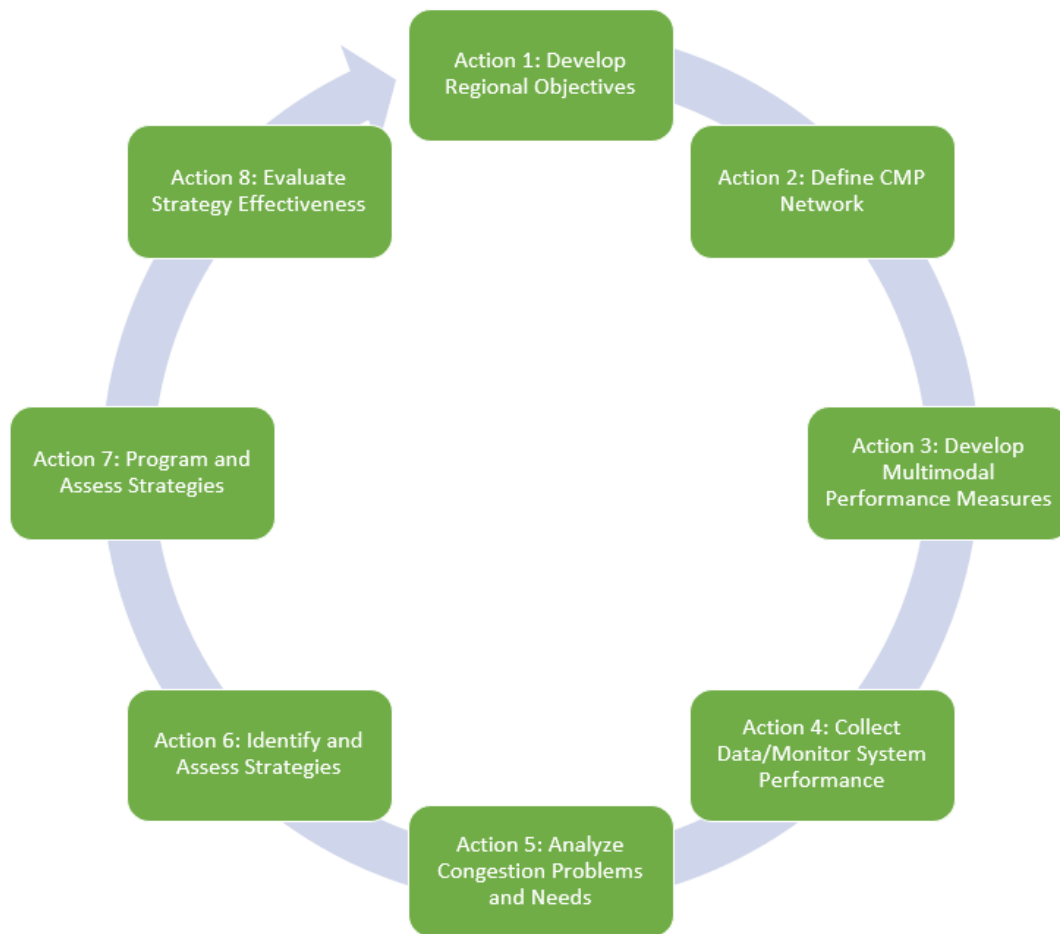 Action 1: Develop
Regional Objectives
Action 2: Define CMP
Network
Action 3: Develop
Multimodal
Performance Measures
Action 4: Collect
Data/Monitor System
Performance
Action 5: Analyze
Congestion Problems
and Needs
Action 6: Identify and
Assess Strategies
Action 7: Program and
Assess Strategies
Action 8: Evaluate
Strategy Effectiveness